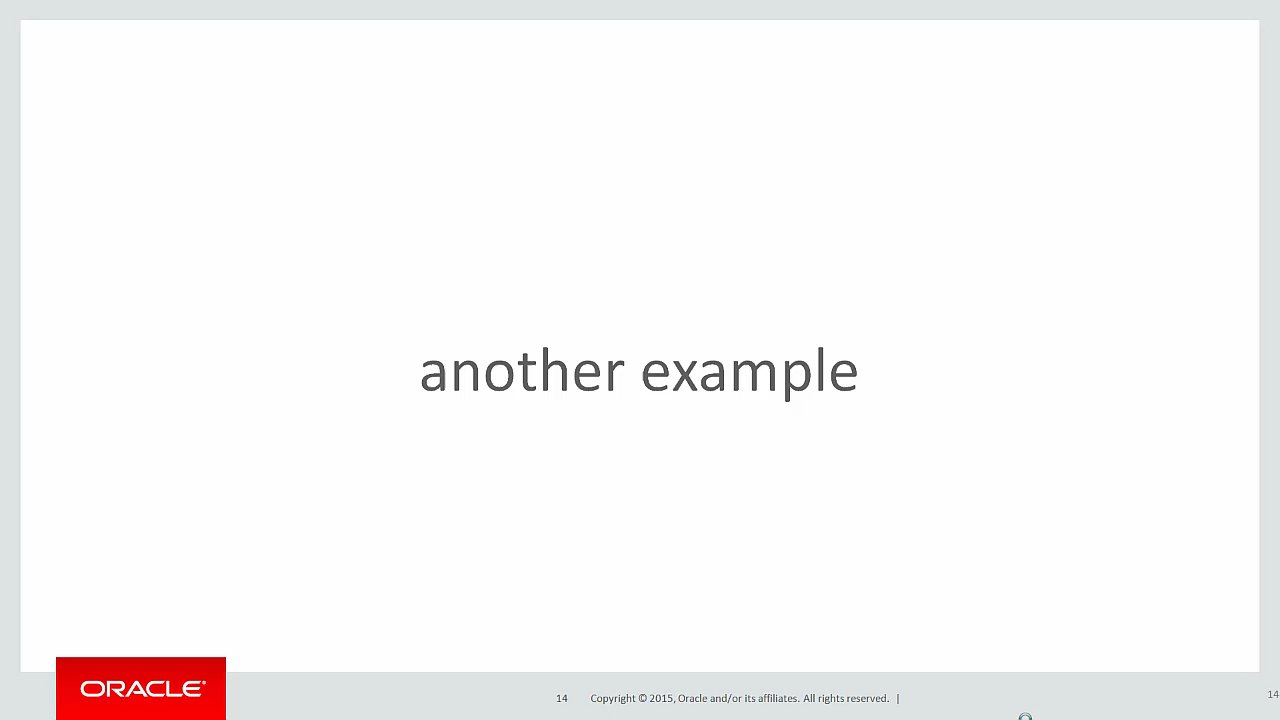 another example
ORACLE®
14 Copyright © 2015, Oracle and/or its affiliates. All rights reserved. |
14